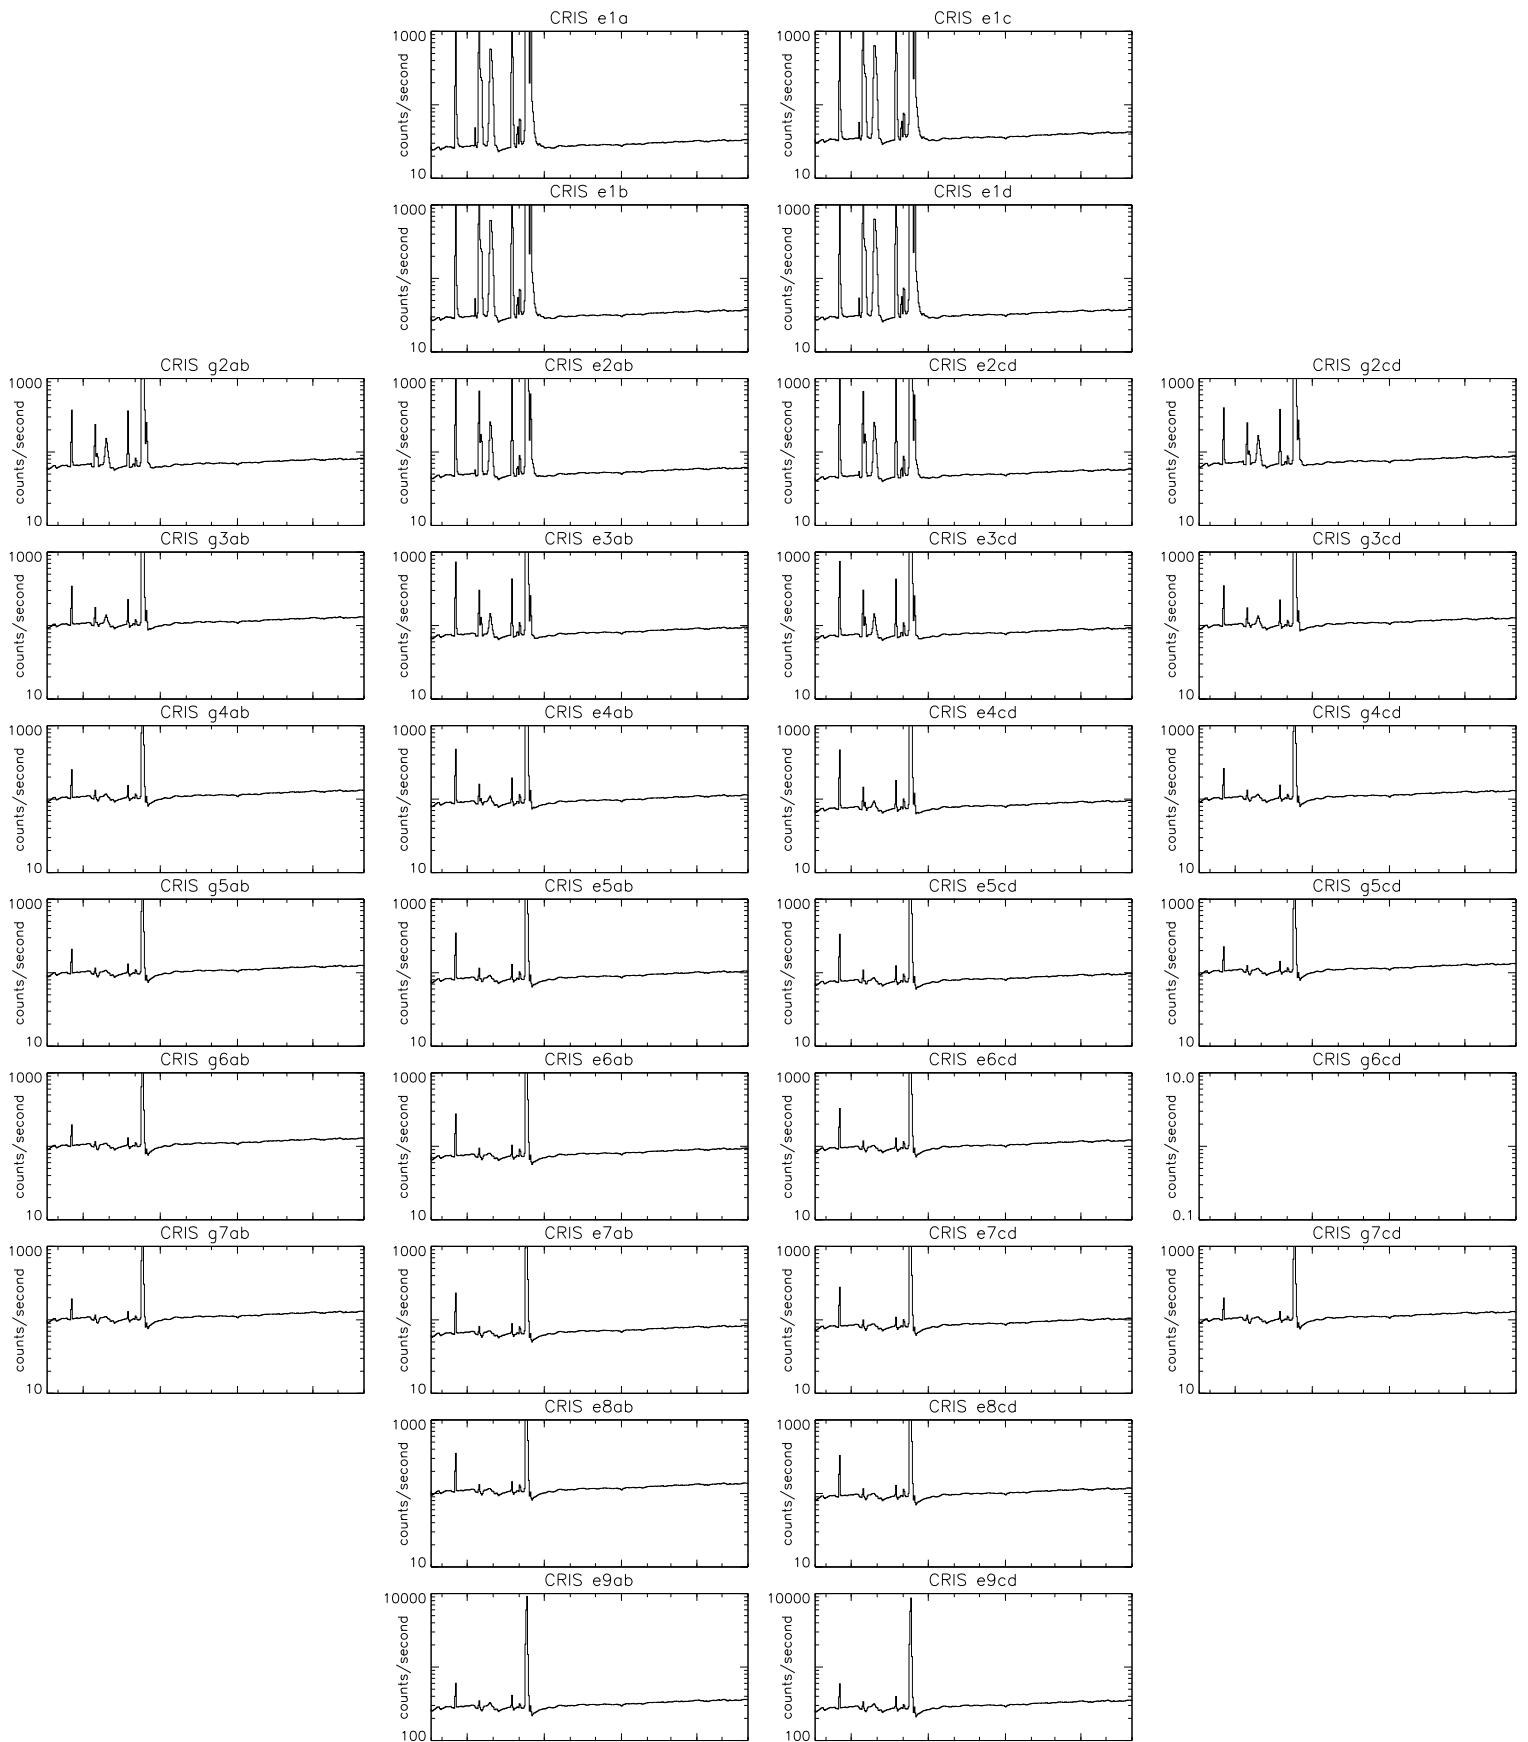 CRIS e1a
CRIS e1c
1000
counts/second
10
1000
counts/second
10
CRIS e1b
CRIS e1d
1000
counts/second
10
1000
counts/second
10
CRIS g2ab
CRIS e2ab
CRIS e2cd
CRIS g2cd
1000
counts/second
10
1000
counts/second
10
1000
counts/second
10
1000
counts/second
10
CRIS g3ab
CRIS e3ab
CRIS e3cd
CRIS g3cd
1000
counts/second
10
1000
counts/second
10
1000
counts/second
10
1000
counts/second
10
CRIS g4ab
CRIS e4ab
CRIS e4cd
CRIS g4cd
1000
counts/second
10
1000
counts/second
10
1000
counts/second
10
1000
counts/second
10
CRIS g5ab
CRIS e5ab
CRIS e5cd
CRIS g5cd
1000
counts/second
10
1000
counts/second
10
1000
counts/second
10
1000
counts/second
10
CRIS g6ab
CRIS e6ab
CRIS e6cd
CRIS g6cd
1000
counts/second
10
1000
counts/second
10
1000
counts/second
10
10.0
counts/second
0.1
CRIS g7ab
CRIS e7ab
CRIS e7cd
CRIS g7cd
1000
counts/second
10
1000
counts/second
10
1000
counts/second
10
1000
counts/second
10
CRIS e8ab
CRIS e8cd
1000
counts/second
10
1000
counts/second
10
CRIS e9ab
CRIS e9cd
10000
counts/second
100
10000
counts/second
100